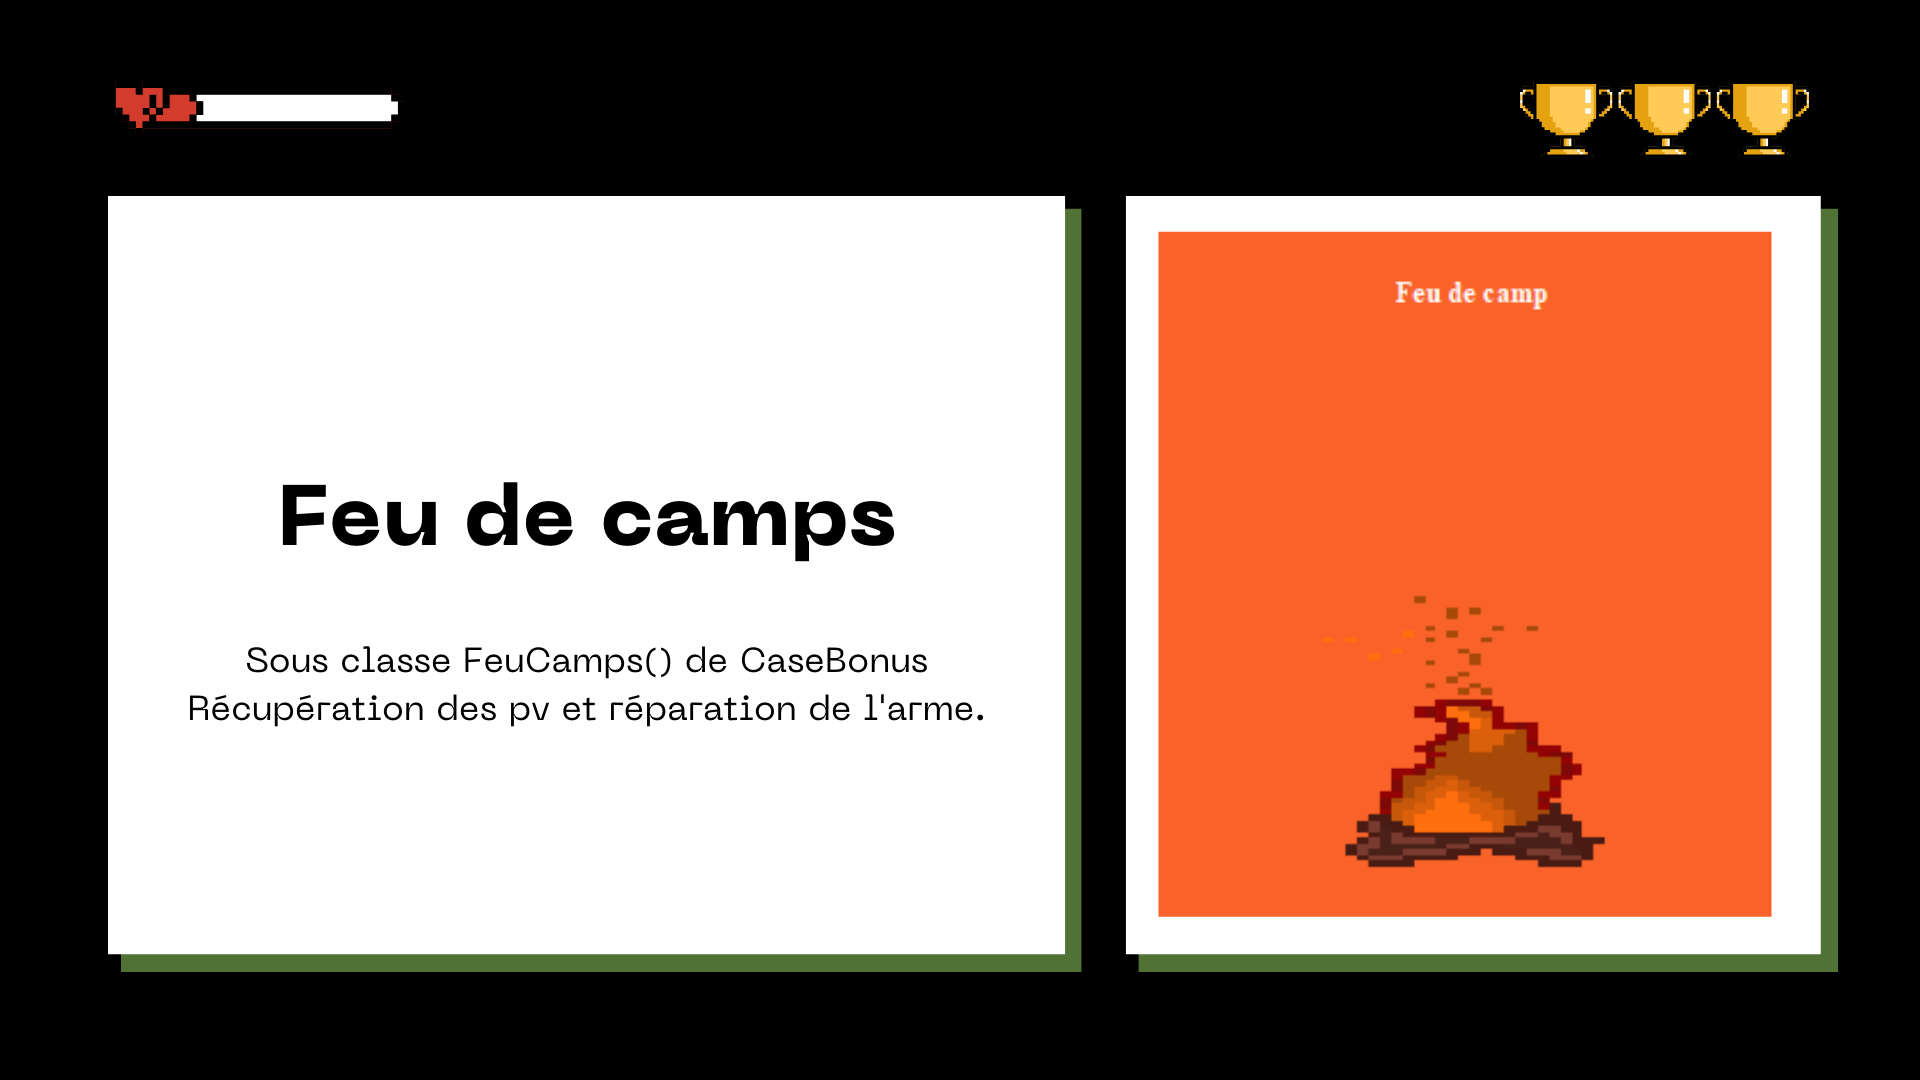 Feu de camps
Sous classe FeuCamps() de CaseBonus
Récupération des pv et réparation de l'arme.
Feu de camp